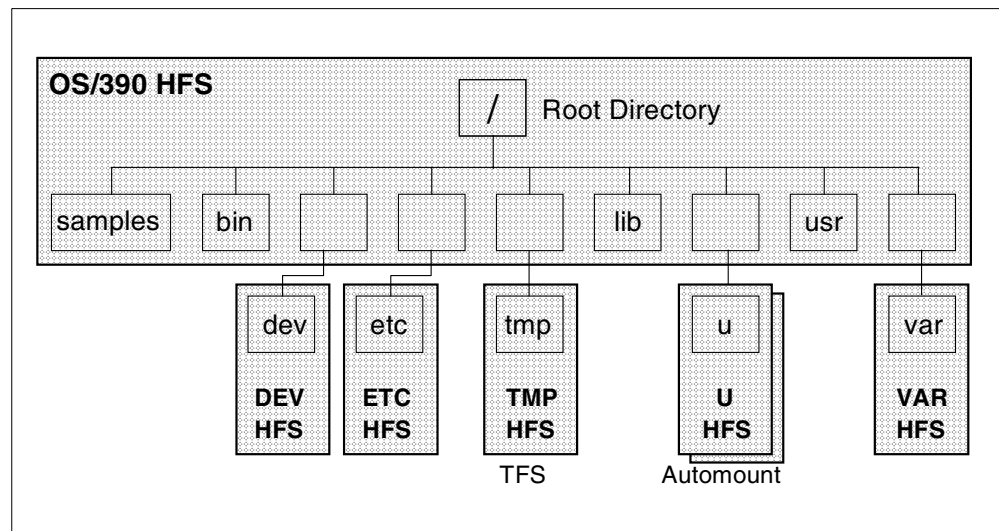 OS/390 HFS
/ Root Directory
samples bin lib usr
dev etc tmp u var
DEV ETC TMP U VAR
HFS HFS HFS HFS HFS
TFS Automount